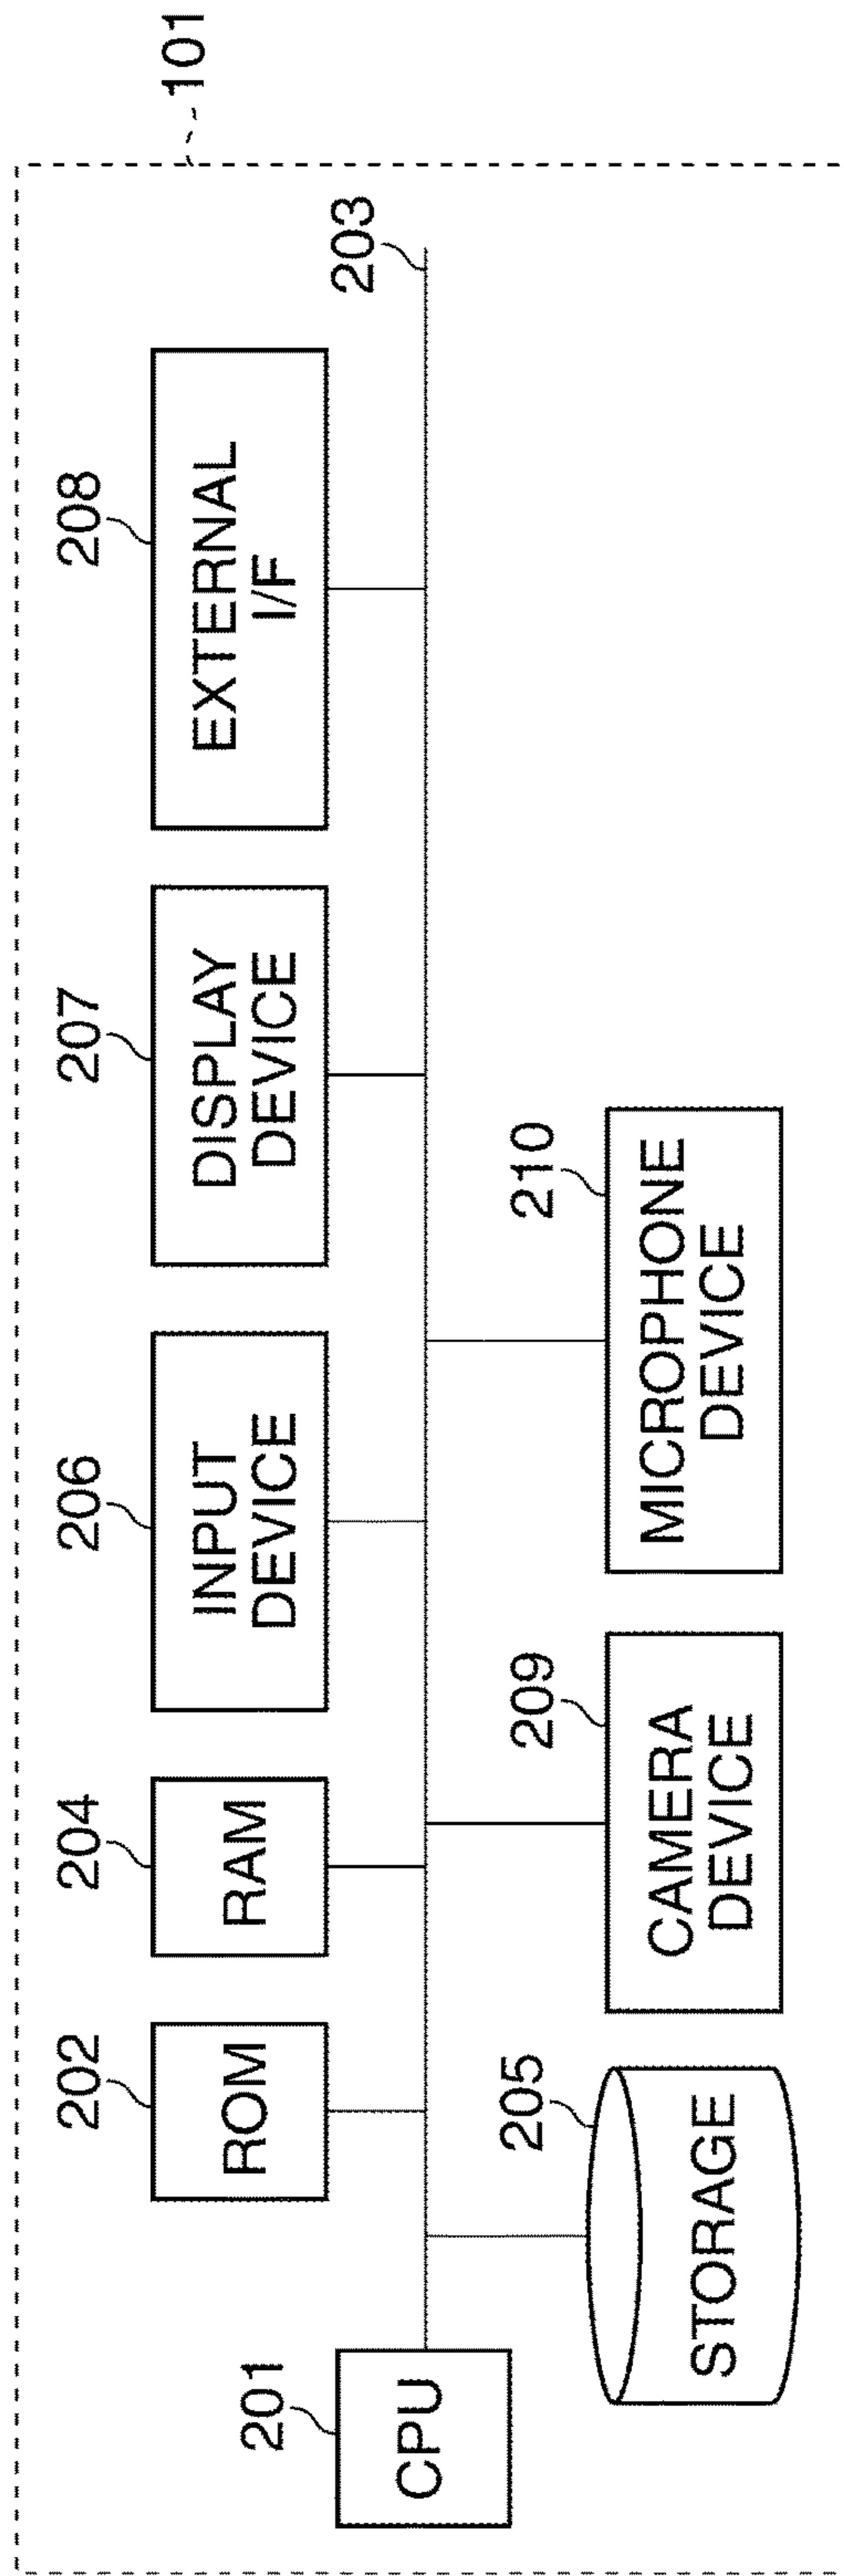 101
202
204
206
207
208
ROM
RAM
INPUT
DEVICE
DISPLAY
DEVICE
EXTERNAL
I/F
201
203
CPU
205
209
210
STORAGE
CAMERA
DEVICE
MICROPHONE
DEVICE